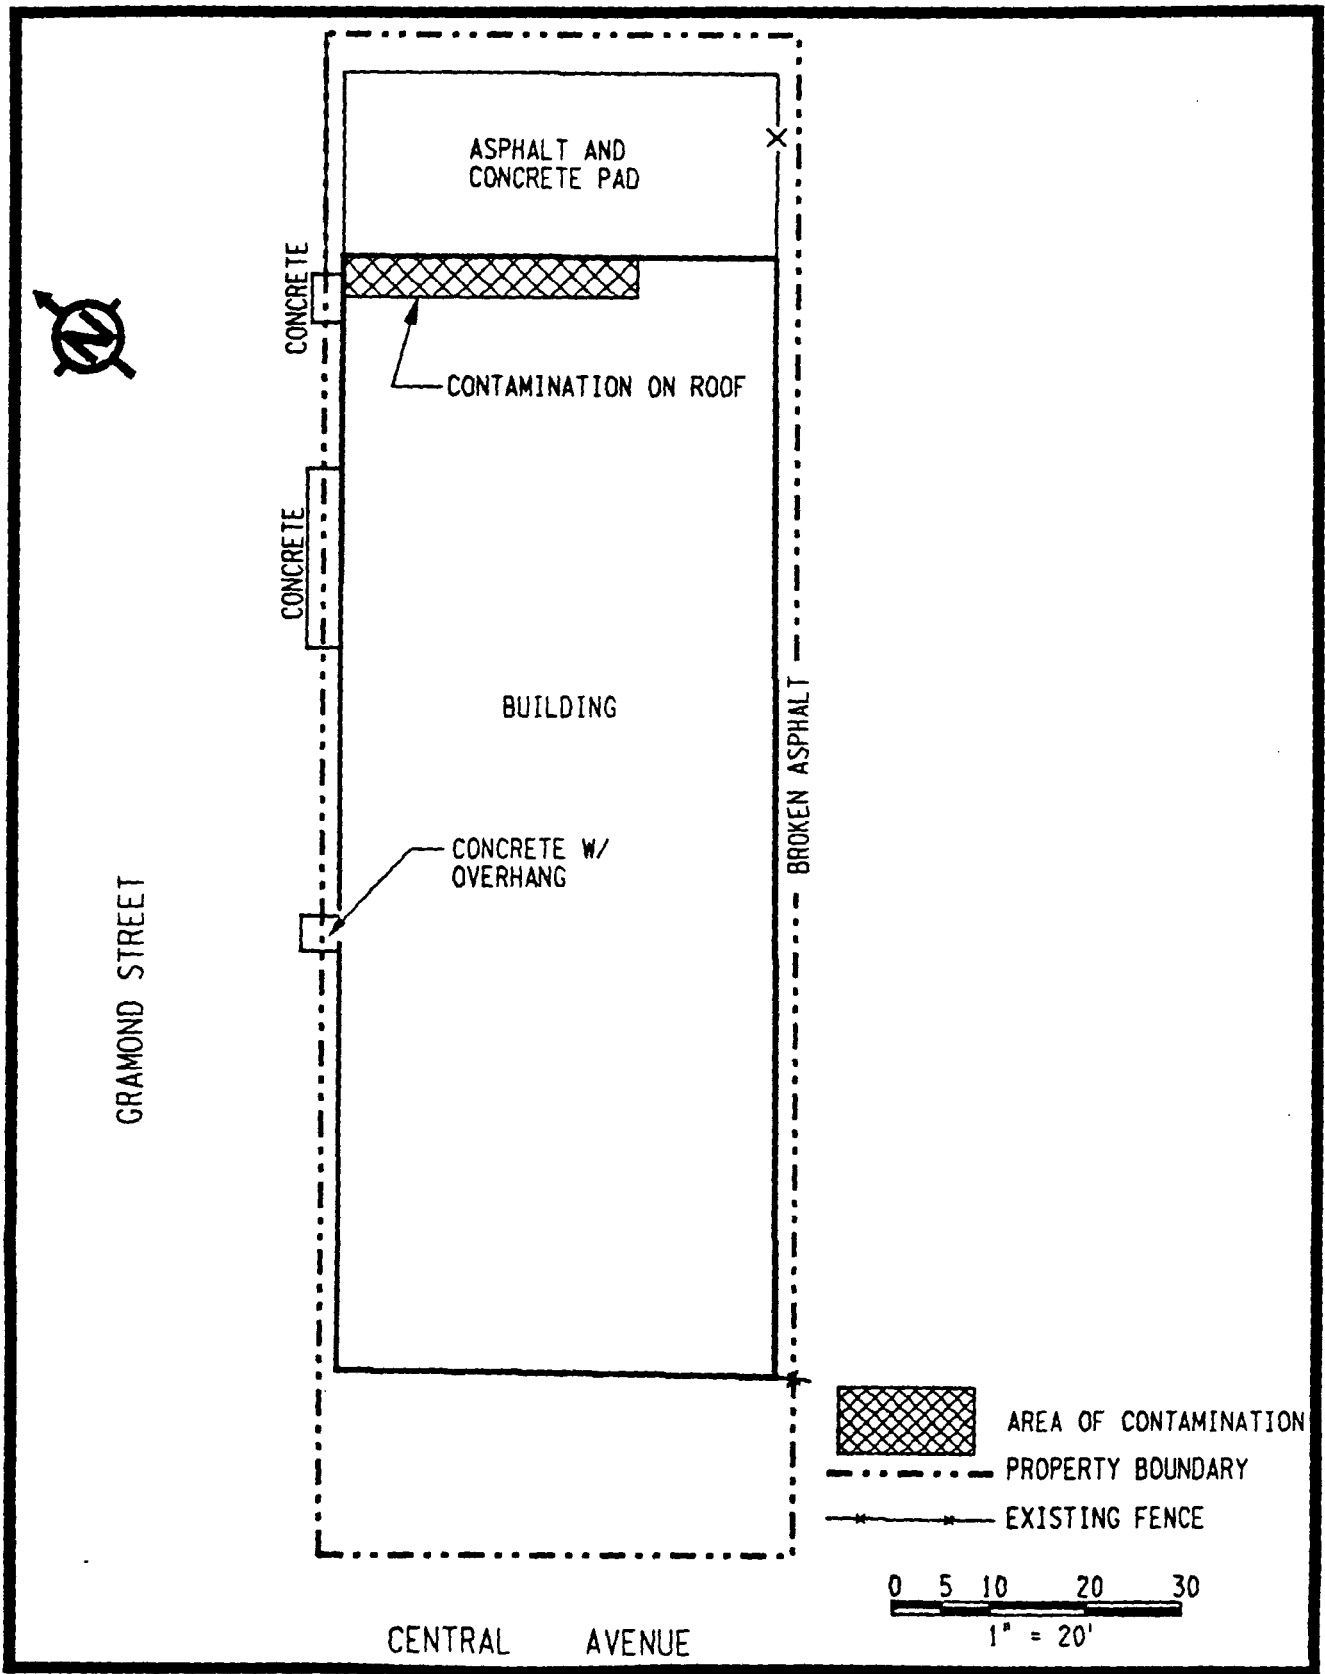 ASPHALT AND
CONCRETE PAD
CONCRETE
N
CONTAMINATION ON ROOF
CONCRETE
BUILDING
BROKEN ASPHALT
CONCRETE W/
OVERHANG
GRAMOND STREET
AREA OF CONTAMINATION
PROPERTY BOUNDARY
EXISTING FENCE
0 5 10 20 30
1" = 20'
CENTRAL AVENUE